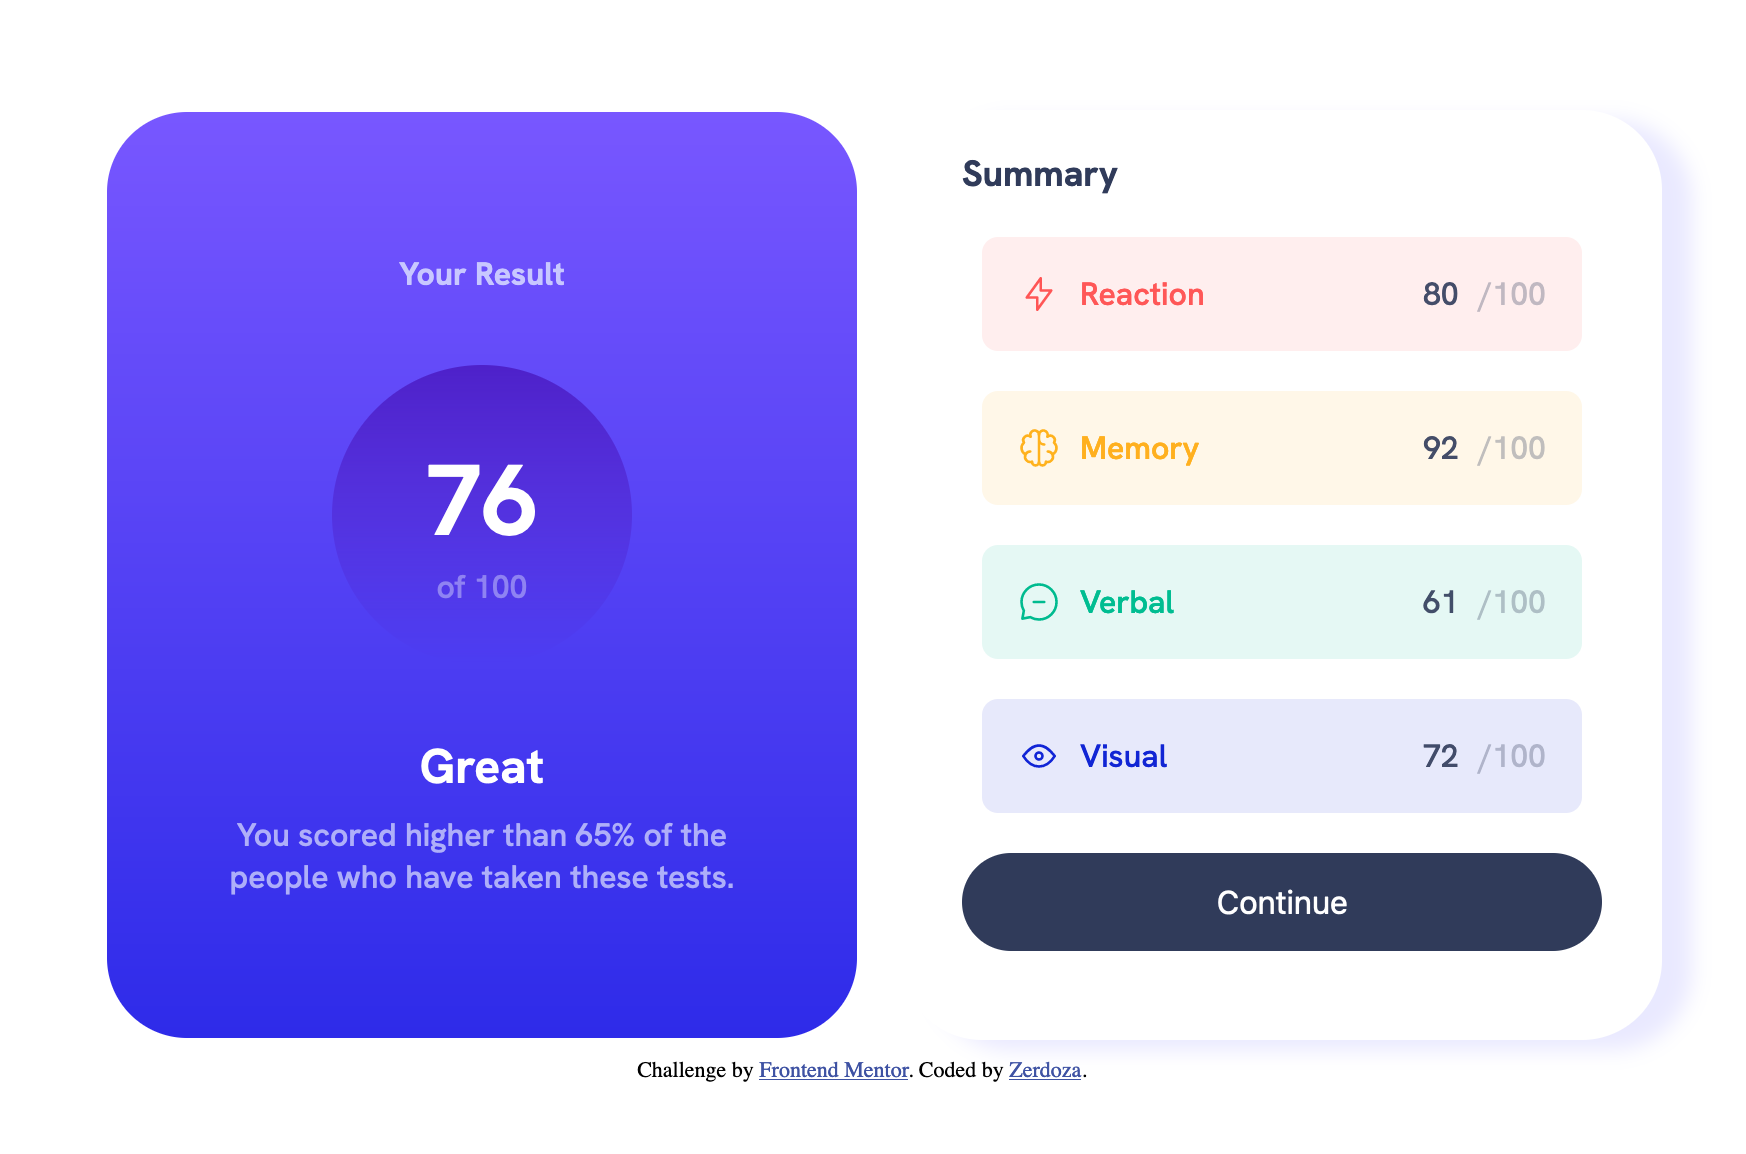 Your Result
76
of 100
Great
You scored higher than 65% of the
people who have taken these tests.
Summary
Reaction 80 /100
Memory 92 /100
Verbal 61 /100
Visual 72 /100
Continue
Challenge by Frontend Mentor. Coded by Zerdoza.